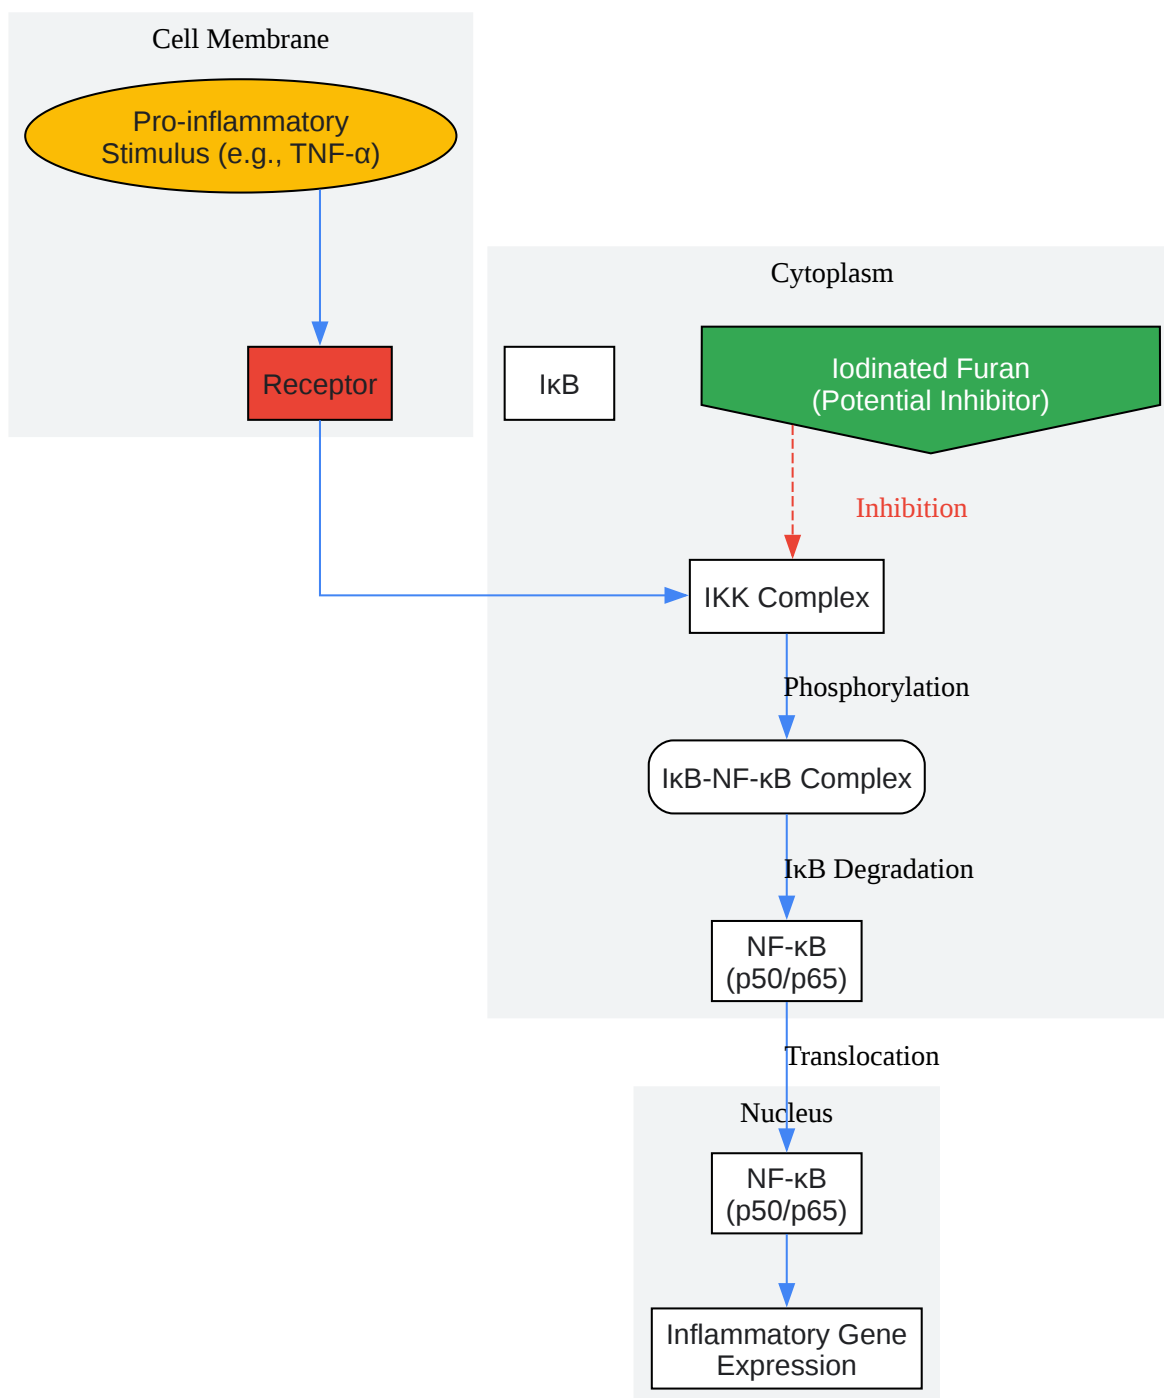 Cell Membrane
Pro-inflammatory
Stimulus (e.g., TNF-α)
Receptor
Cytoplasm
IκB
Iodinated Furan
(Potential Inhibitor)
Inhibition
IKK Complex
Phosphorylation
IκB-NF-κB Complex
IκB Degradation
NF-κB
(p50/p65)
Translocation
Nucleus
NF-κB
(p50/p65)
Inflammatory Gene
Expression